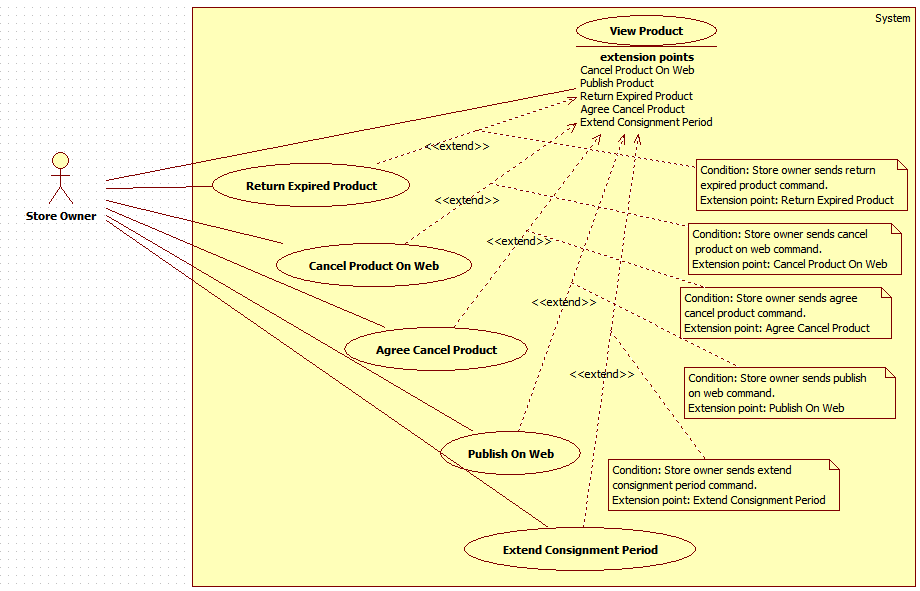 System
View Product
extension points
Cancel Product On Web
Publish Product
Return Expired Product
Agree Cancel Product
Extend Consignment Period
<<extend>>
Condition: Store owner sends return
expired product command.
Extension point: Return Expired Product
Return Expired Product
Store Owner
<<extend>>
Condition: Store owner sends cancel
product on web command.
Extension point: Cancel Product On Web
<<extend>>
Cancel Product On Web
Condition: Store owner sends agree
cancel product command.
Extension point: Agree Cancel Product
<<extend>>
Agree Cancel Product
<<extend>>
Condition: Store owner sends publish
on web command.
Extension point: Publish On Web
Publish On Web
Condition: Store owner sends extend
consignment period command.
Extension point: Extend Consignment Period
Extend Consignment Period